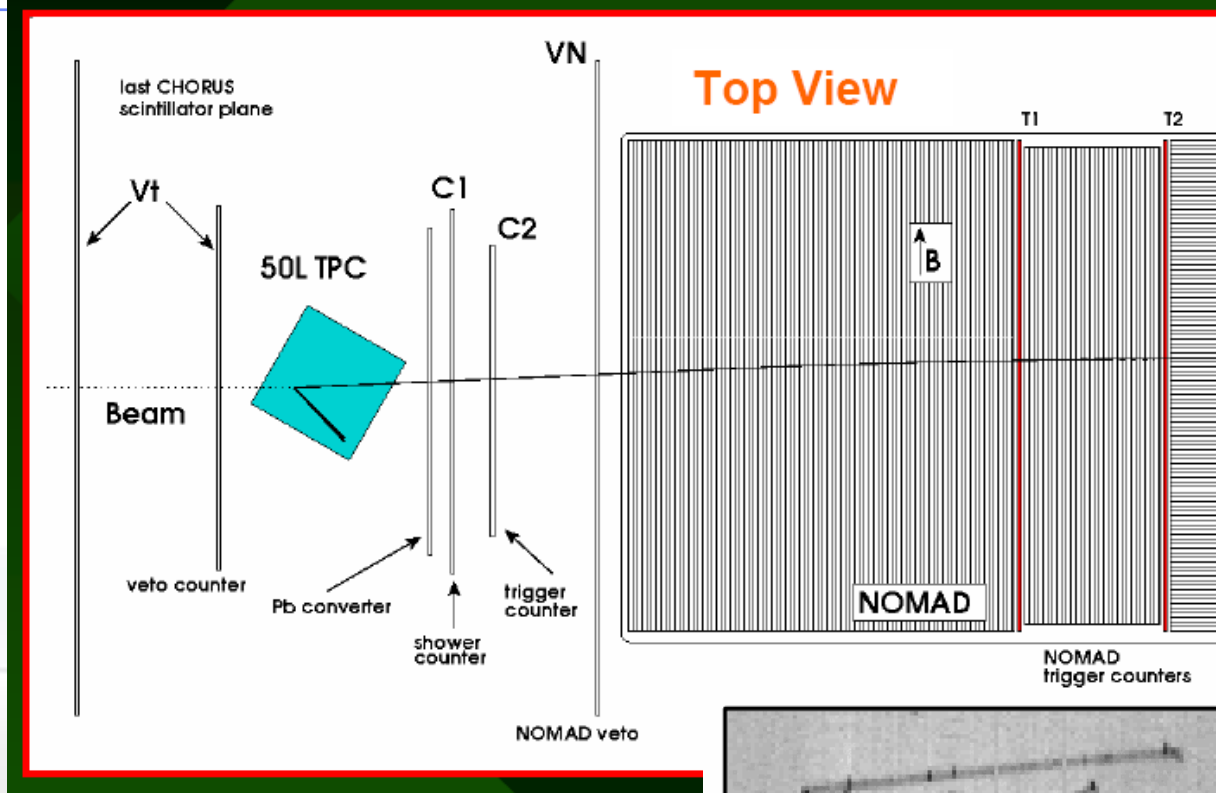 VN
last CHORUS
scintillator plane
Top View
T1
T2
Vt
C1
C2
50L TPC
B
Beam
veto counter
Pb converter
trigger
counter
NOMAD
shower
counter
NOMAD
trigger counters
NOMAD veto